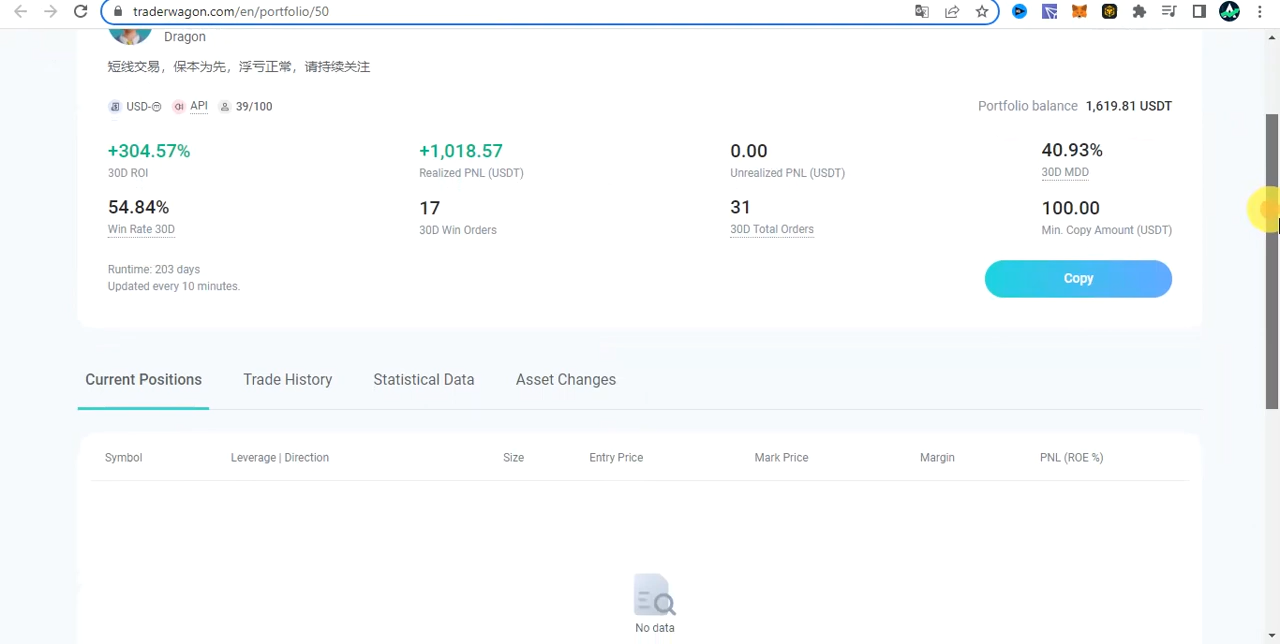 traderwagon.com/en/portfolio/50
Dragon
短线交易，保本为先，浮亏正常，请持续关注
USD- API 39/100
Portfolio balance 1,619.81 USDT
+304.57% +1,018.57 0.00 40.93%
30D ROI Realized PNL (USDT) Unrealized PNL (USDT) 30D MDD
54.84% 17 31 100.00
Win Rate 30D 30D Win Orders 30D Total Orders Min. Copy Amount (USDT)
Runtime: 203 days
Updated every 10 minutes.
Copy
Current Positions Trade History Statistical Data Asset Changes
Symbol Leverage | Direction Size Entry Price Mark Price Margin PNL (ROE %)
No data